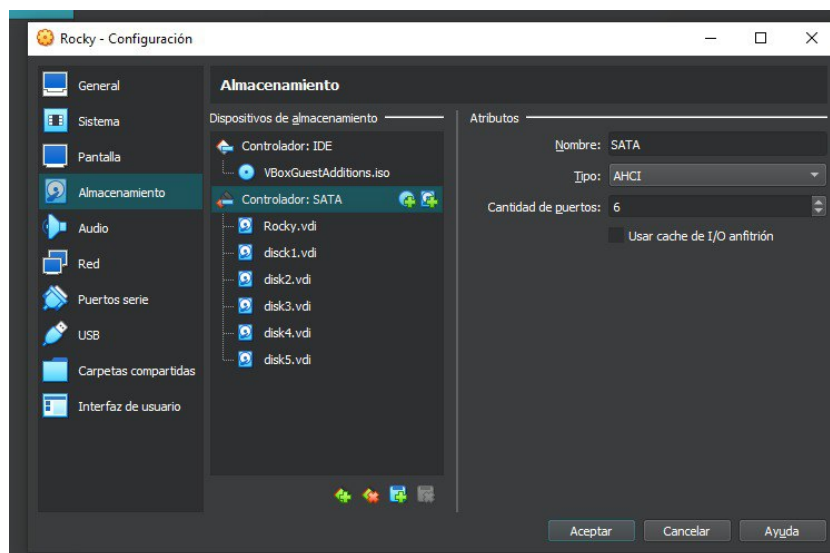 Rocky - Configuración
General
Sistema
Pantalla
Almacenamiento
Audio
Red
Puertos serie
USB
Carpetas compartidas
Interfaz de usuario
Almacenamiento
Dispositivos de almacenamiento
Controlador: IDE
VBoxGuestAdditions.iso
Controlador: SATA
Rocky.vdi
disck1.vdi
disk2.vdi
disk3.vdi
disk4.vdi
disk5.vdi
Atributos
Nombre: SATA
Tipo: AHCI
Cantidad de puertos: 6
Usar cache de I/O anfitrión
Aceptar Cancelar Ayuda